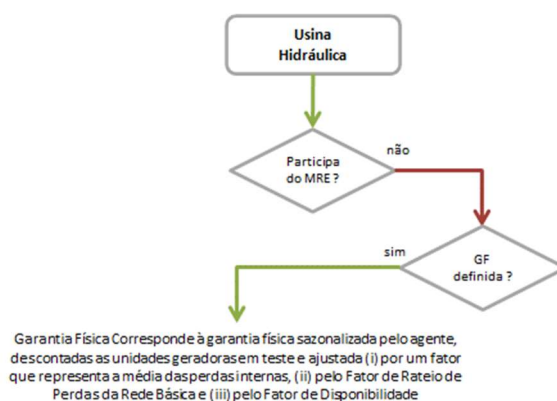 Usina
Hidráulica
não
Participa
do MRE ?
sim
GF
definida ?
Garantia Física Corresponde à garantia física sazonalizada pelo agente,
descontadas as unidades geradoras em teste e ajustada (i) por um fator
que representa a média das perdas internas, (ii) pelo Fator de Rateio de
Perdas da Rede Básica e (iii) pelo Fator de Disponibilidade